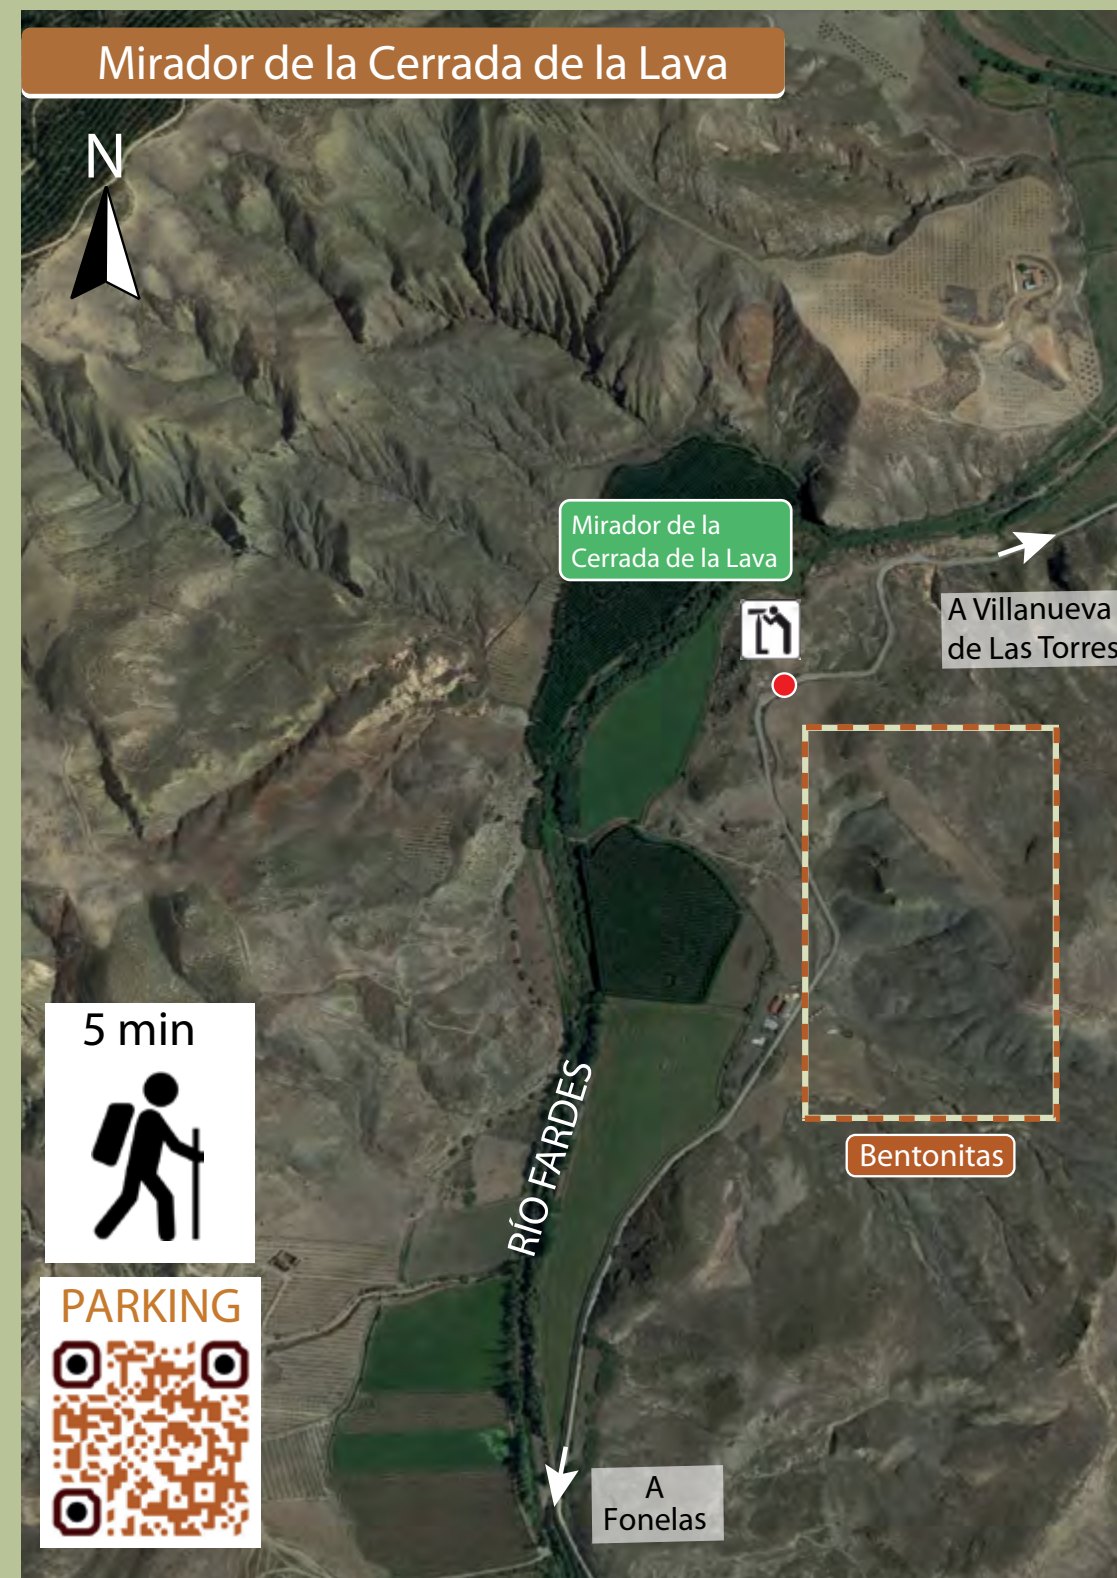 Mirador de la Cerrada de la Lava
N
Mirador de la
Cerrada de la Lava
A Villanueva
de Las Torres
Bentonitas
5 min
RÍO FARDES
PARKING
A
Fonelas